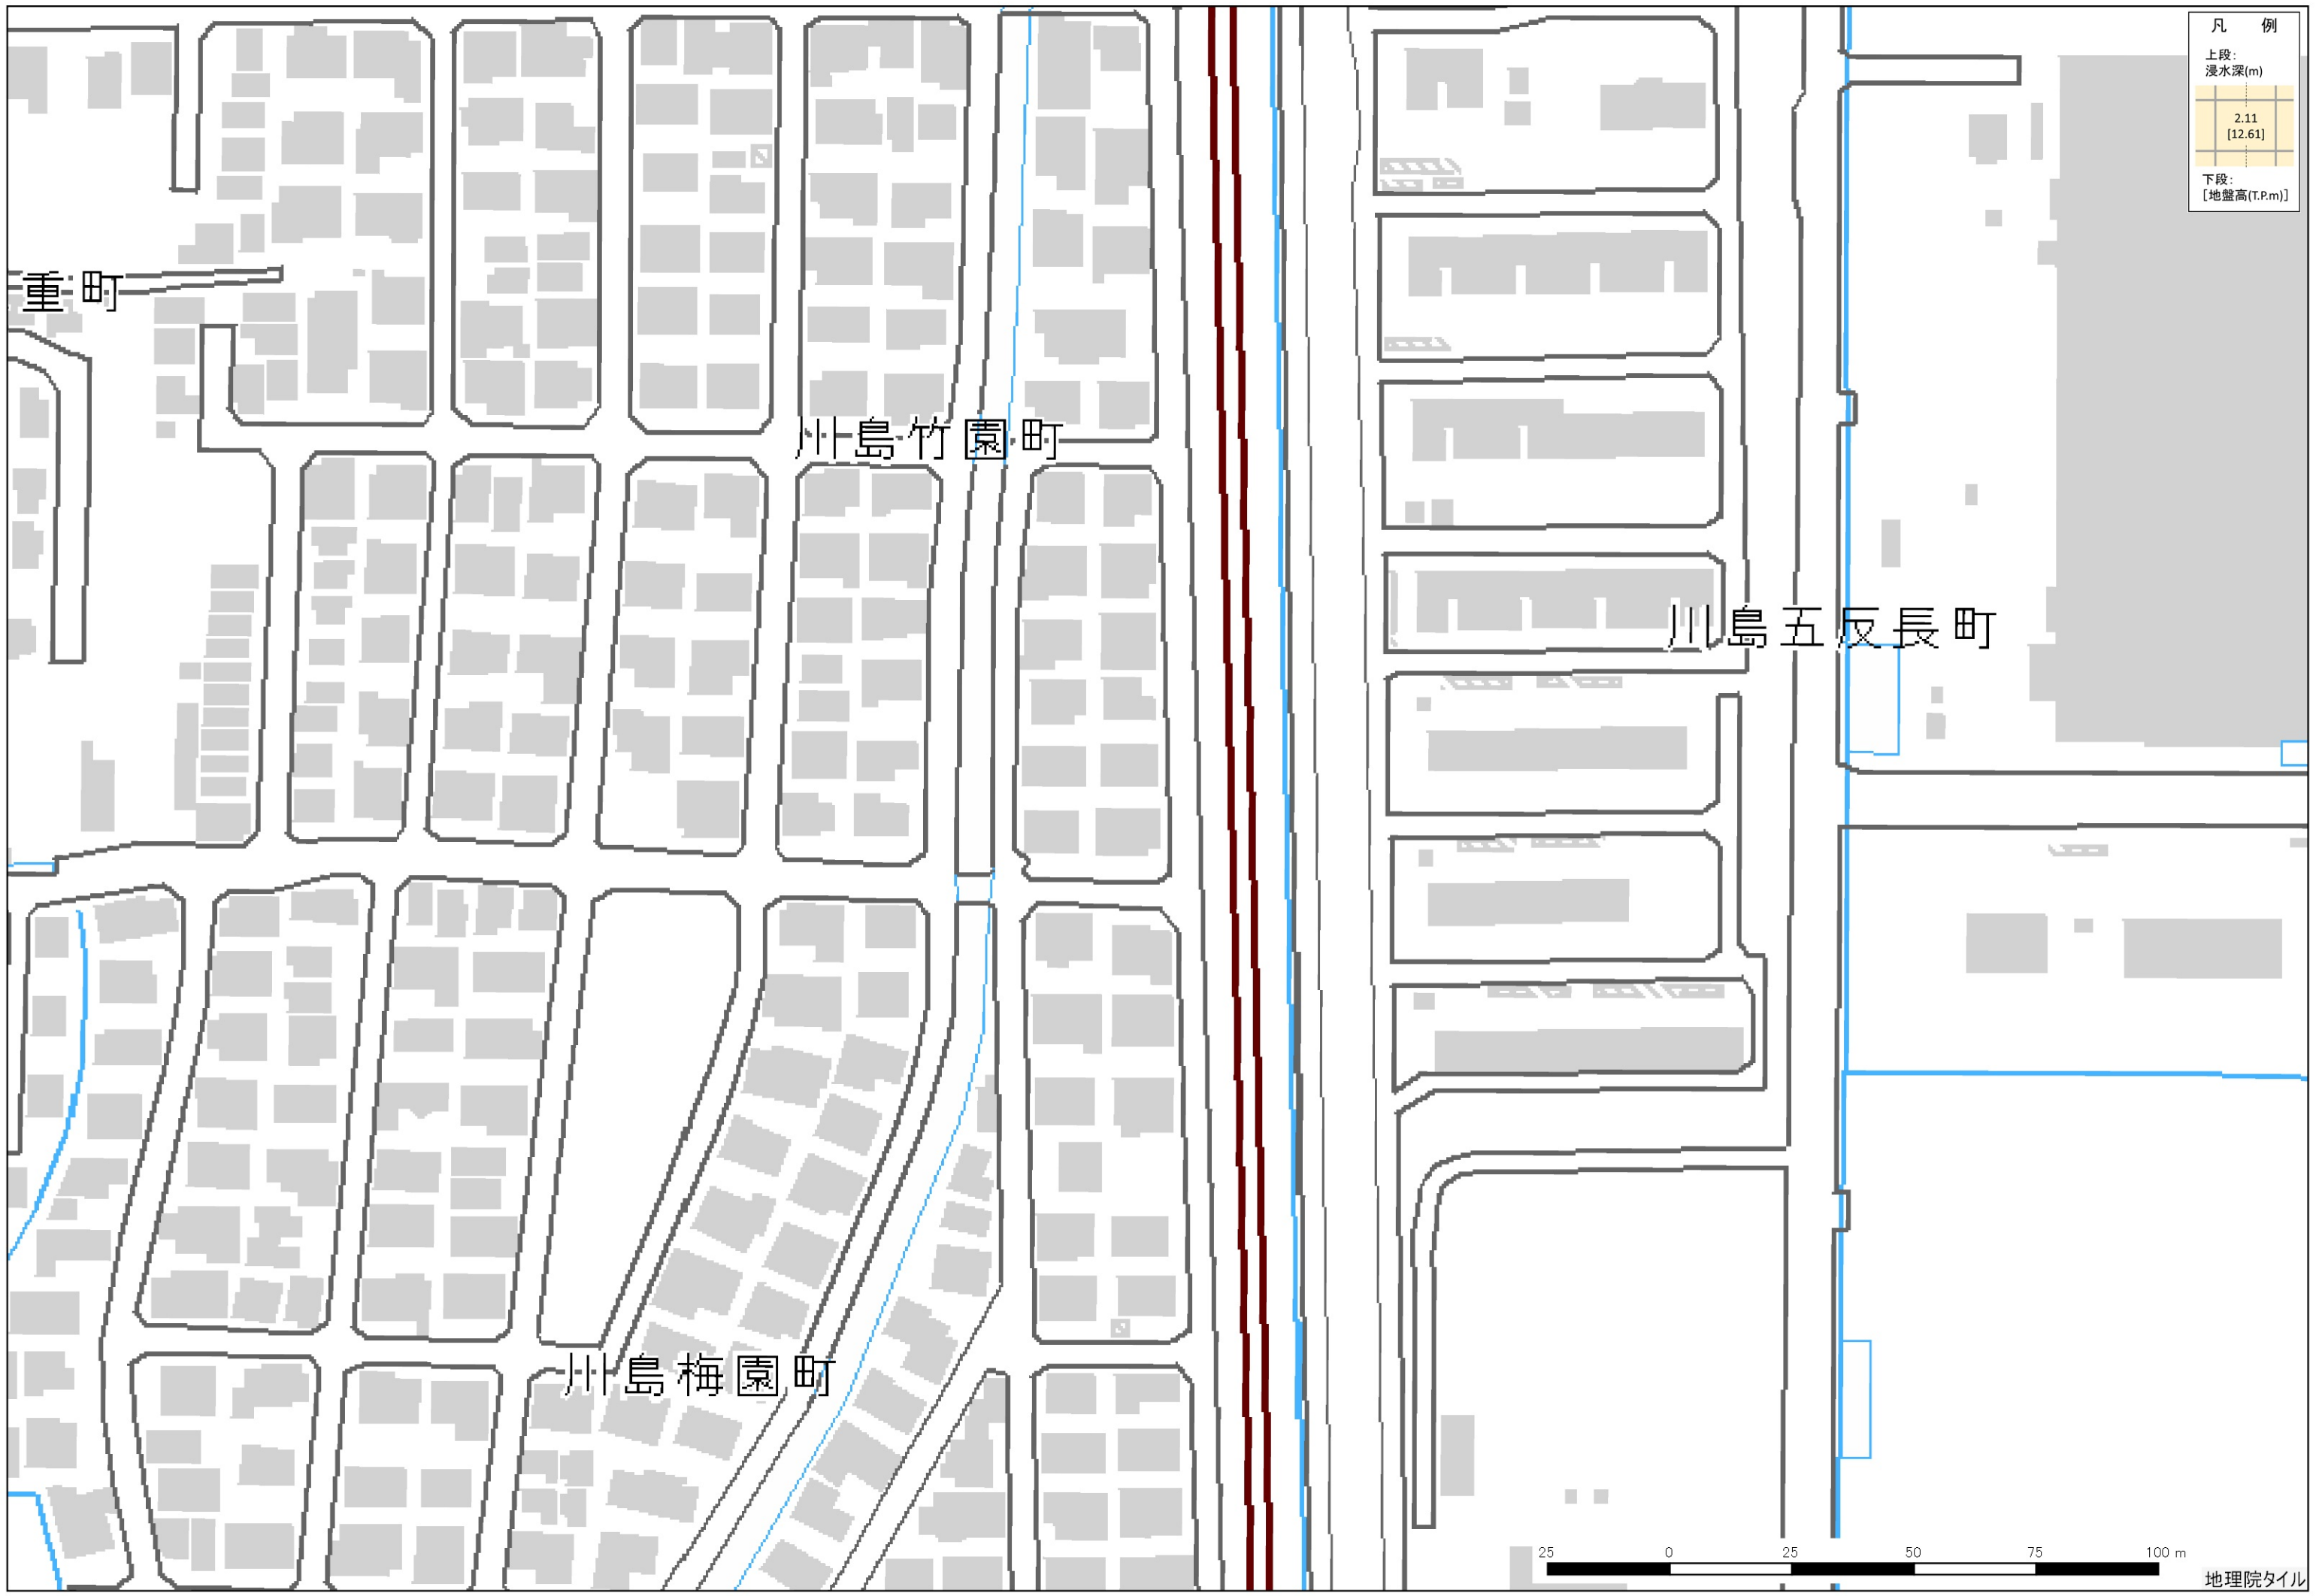 凡 例
上段:
浸水深(m)
2.11
[12.61]
下段:
[地盤高(T.P.m)]
重町
川島竹園町
川島五反長町
川島梅園町
25 0 25 50 75 100 m
地理院タイル